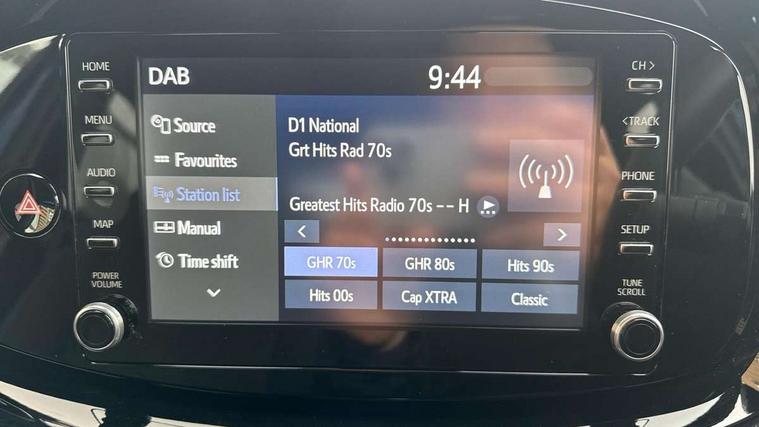 HOME
MENU
AUDIO
MAP
POWER
VOLUME
DAB
9:44
Source
Favourites
Station list
Manual
Time shift
D1 National
Grt Hits Rad 70s
Greatest Hits Radio 70s -- H
GHR 70s
GHR 80s
Hits 90s
Hits 00s
Cap XTRA
Classic
CH >
< TRACK
PHONE
SETUP
TUNE
SCROLL